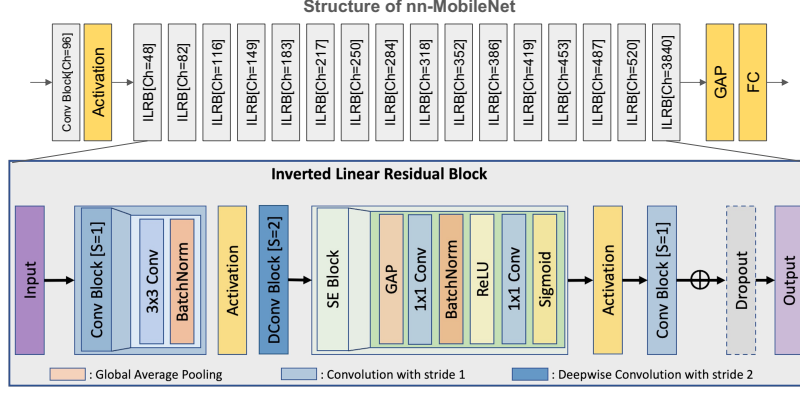 Structure of nn-MobileNet
Conv Block[Ch=96]
Activation
ILRB[Ch=48]
ILRB[Ch=82]
ILRB[Ch=116]
ILRB[Ch=149]
ILRB[Ch=183]
ILRB[Ch=217]
ILRB[Ch=250]
ILRB[Ch=284]
ILRB[Ch=318]
ILRB[Ch=352]
ILRB[Ch=386]
ILRB[Ch=419]
ILRB[Ch=453]
ILRB[Ch=487]
ILRB[Ch=520]
ILRB[Ch=3840]
GAP
FC
Inverted Linear Residual Block
Input
Conv Block [S=1]
3x3 Conv
BatchNorm
Activation
DConv Block [S=2]
SE Block
GAP
1x1 Conv
BatchNorm
ReLU
1x1 Conv
Sigmoid
Activation
Conv Block [S=1]
Dropout
Output
: Global Average Pooling
: Convolution with stride 1
: Deepwise Convolution with stride 2